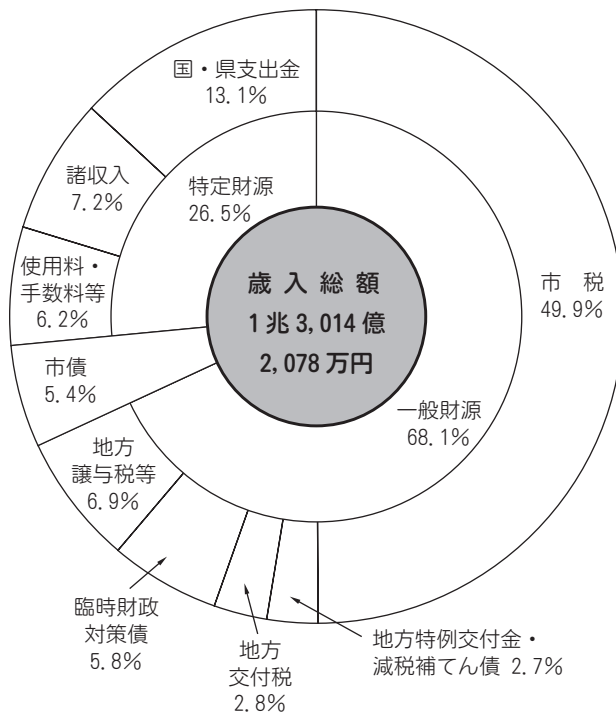 国・県支出金
13.1%
諸収入
7.2%
特定財源
26.5%
使用料・
手数料等
6.2%
歳入総額
1兆3,014億
2,078万円
市　税
49.9%
市債
5.4%
一般財源
68.1%
地方
譲与税等
6.9%
臨時財政
対策債
5.8%
地方
交付税
2.8%
地方特例交付金・
減税補てん債 2.7%